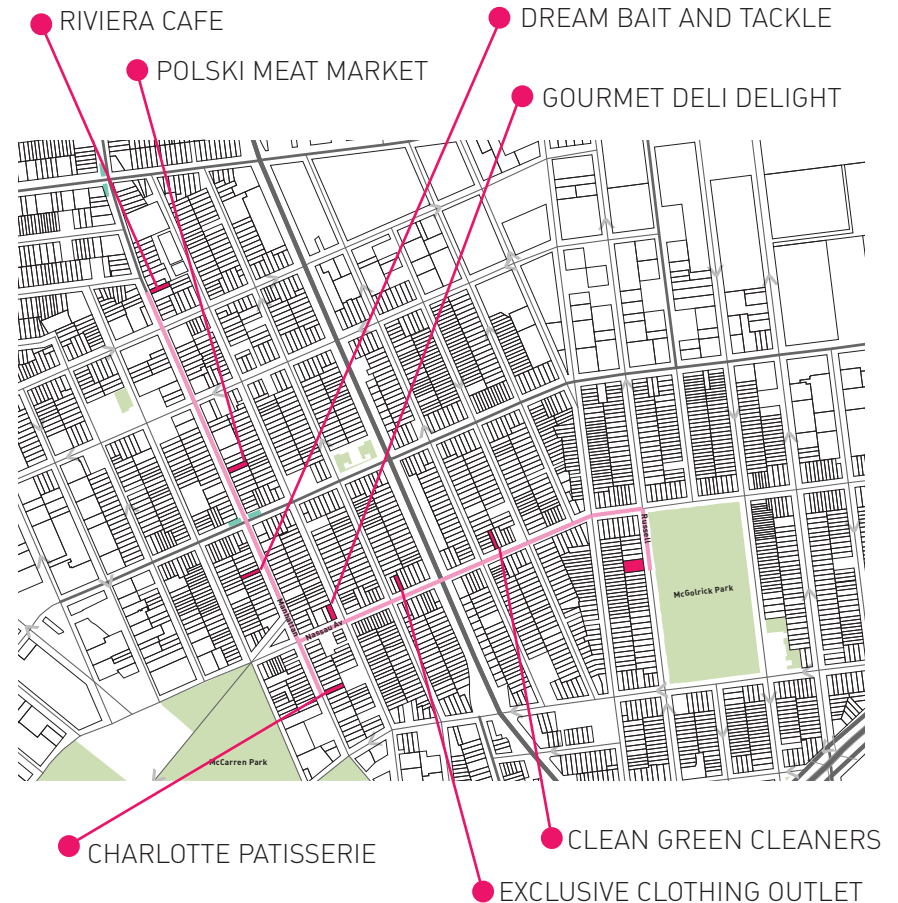 RIVIERA CAFE
DREAM BAIT AND TACKLE
POLSKI MEAT MARKET
GOURMET DELI DELIGHT
Russell
McGolrick Park
Manhattan
Nassau Av
McCarren Park
CHARLOTTE PATISSERIE
CLEAN GREEN CLEANERS
EXCLUSIVE CLOTHING OUTLET